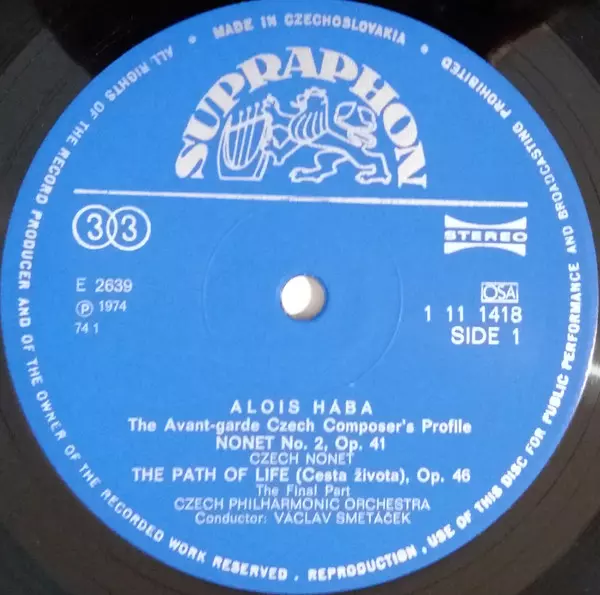 ALL RIGHTS OF THE RECORD PRODUCER AND OF THE OWNER OF THE RECORDED WORK RESERVED . REPRODUCTION , USE OF THIS DISC FOR PUBLIC PERFORMANCE AND BROADCASTING PROHIBITED
• MADE IN CZECHOSLOVAKIA •
SUPRAPHON
33
STEREO
E 2639
℗ 1974
74 1
OSA
1 11 1418
SIDE 1
ALOIS HÁBA
The Avant-garde Czech Composer's Profile
NONET No. 2, Op. 41
CZECH NONET
THE PATH OF LIFE (Cesta života), Op. 46
The Final Part
CZECH PHILHARMONIC ORCHESTRA
Conductor: VÁCLAV SMETÁČEK